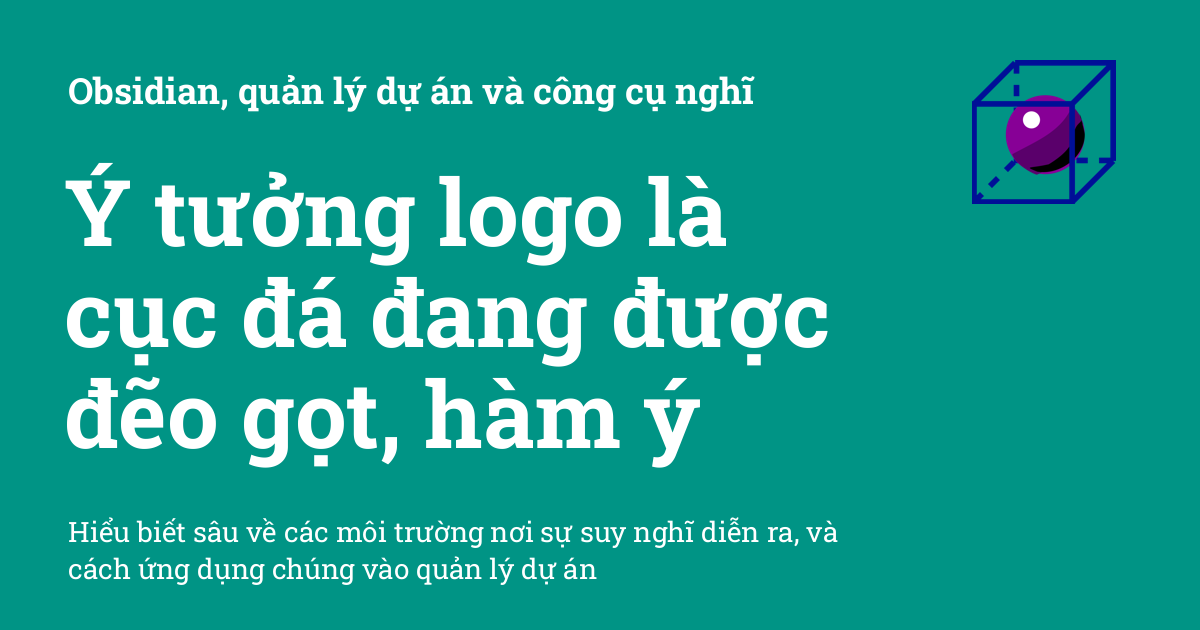 Obsidian, quản lý dự án và công cụ nghĩ
Ý tưởng logo là
cục đá đang được
đẽo gọt, hàm ý
Hiểu biết sâu về các môi trường nơi sự suy nghĩ diễn ra, và
cách ứng dụng chúng vào quản lý dự án